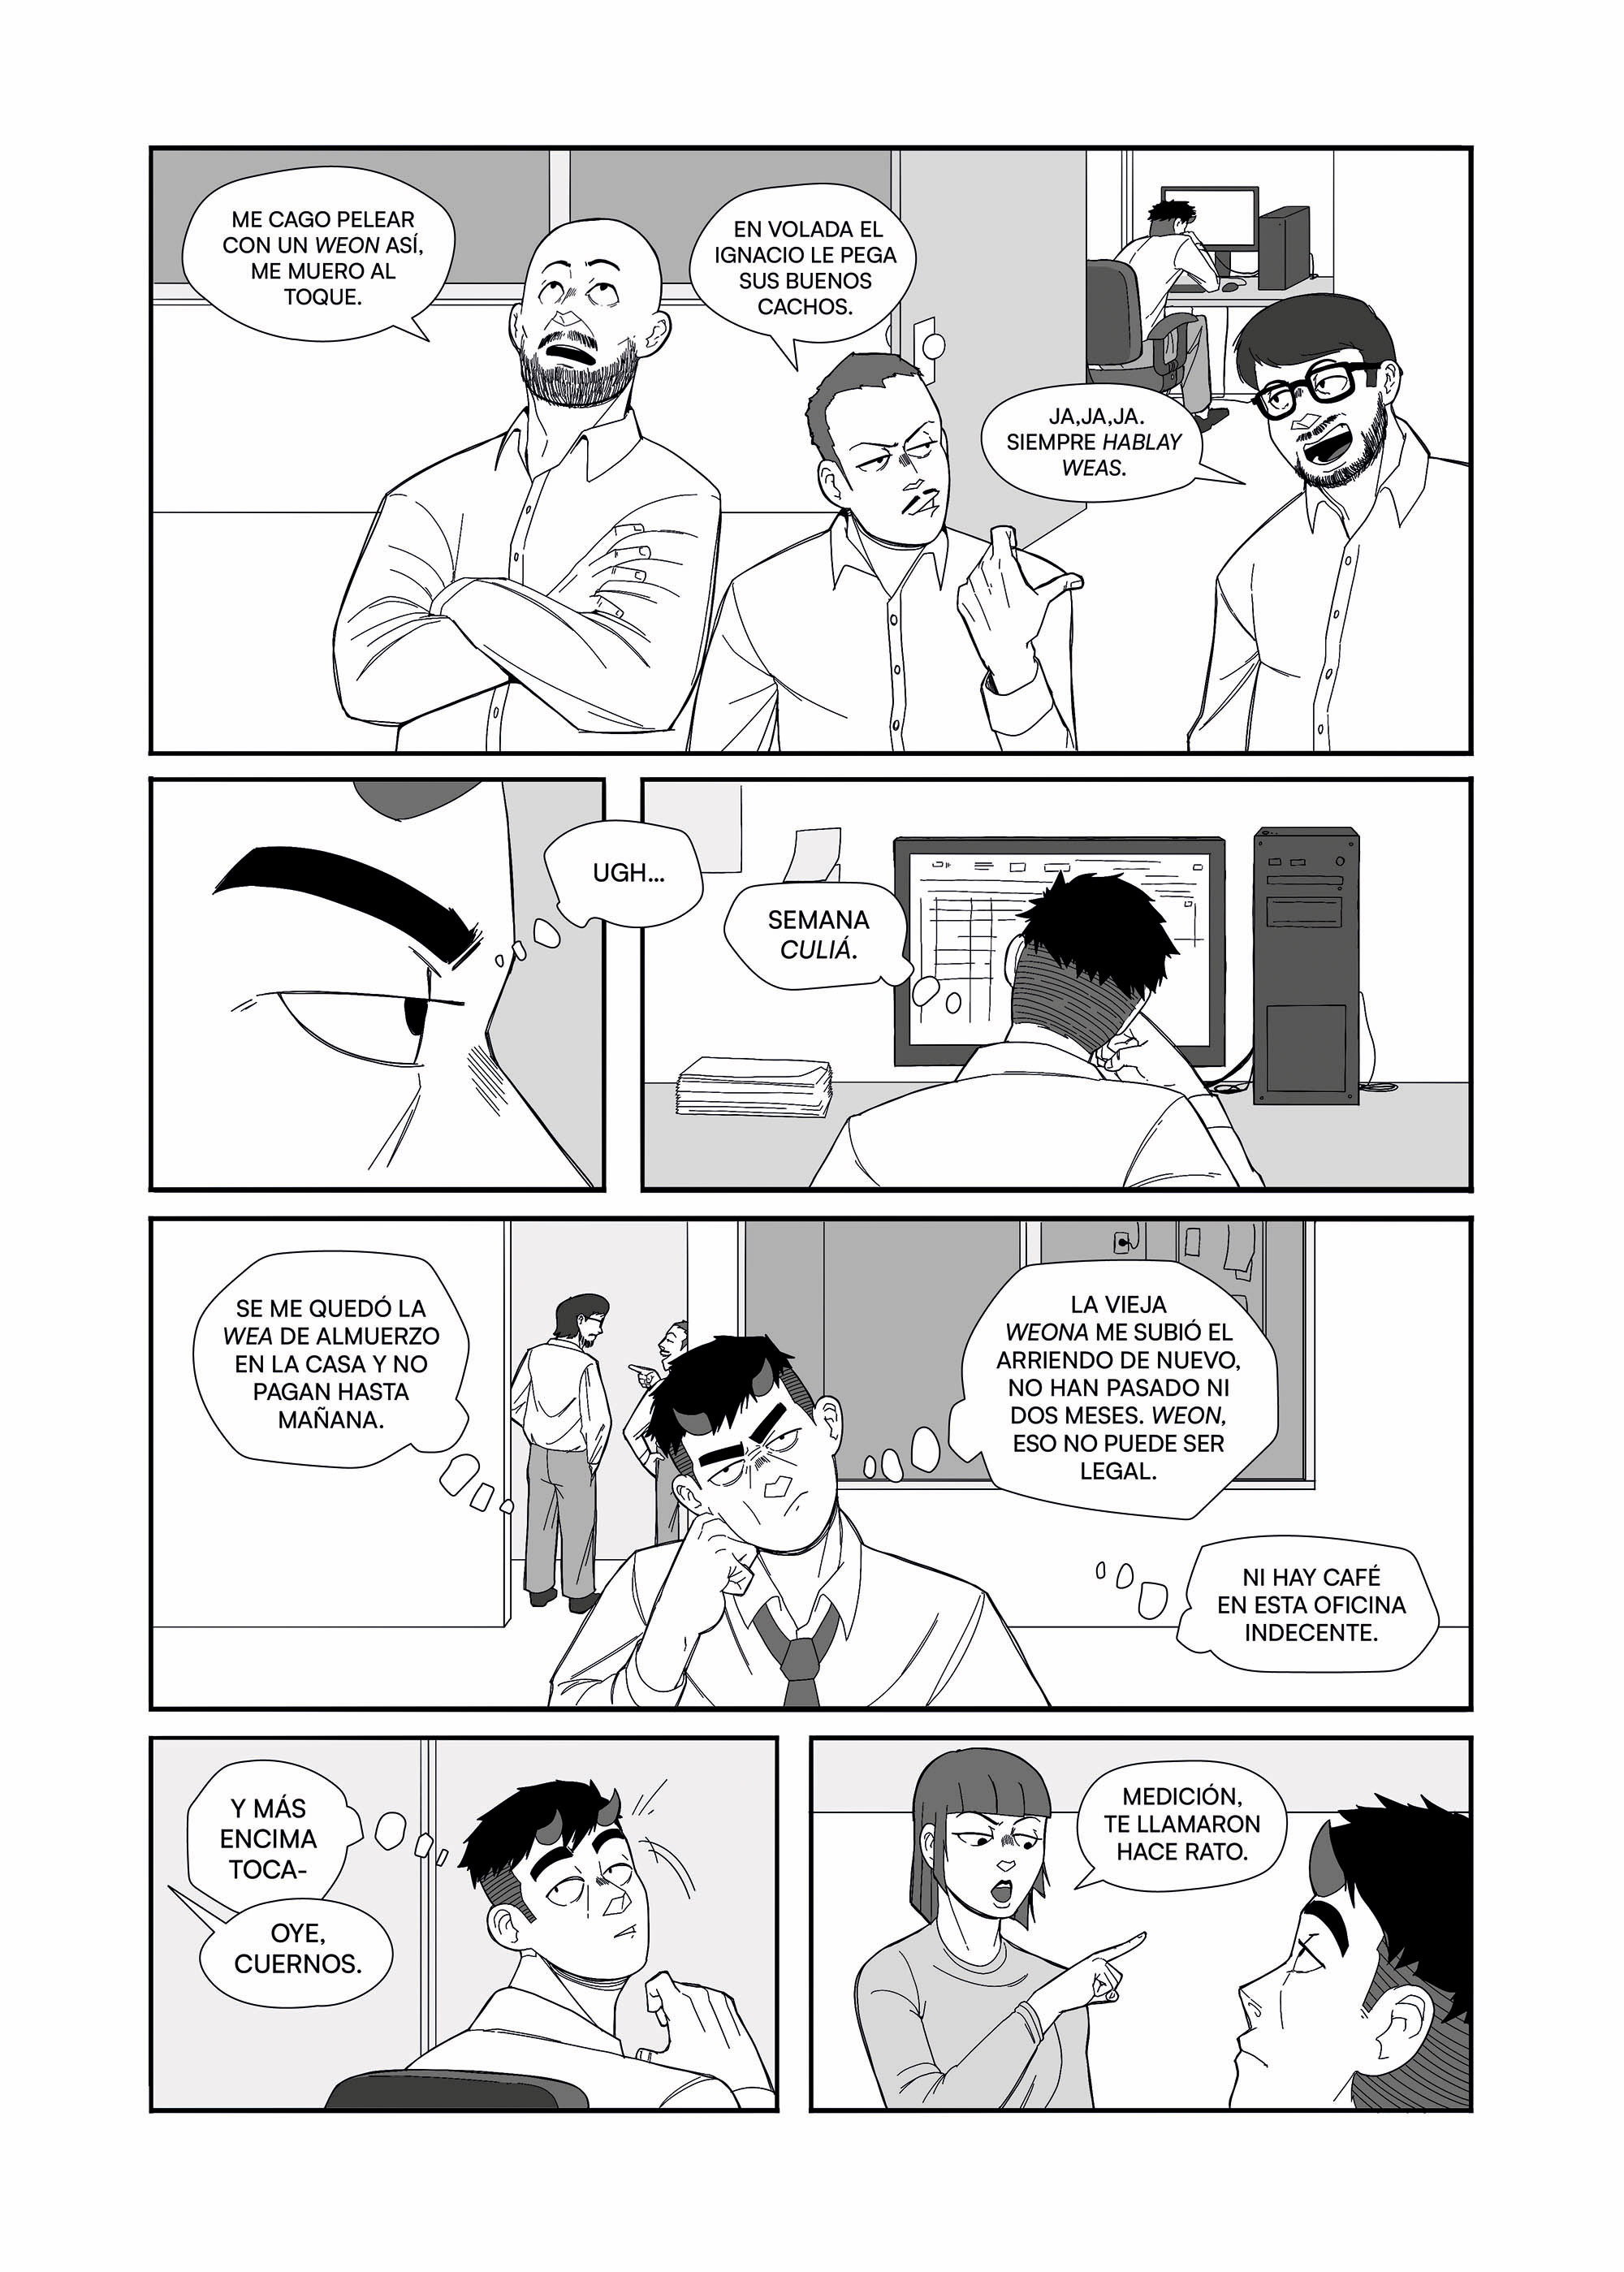 ME CAGO PELEAR
CON UN WEON ASÍ,
ME MUERO AL
TOQUE.
EN VOLADA EL
IGNACIO LE PEGA
SUS BUENOS
CACHOS.
JA,JA,JA.
SIEMPRE HABLAY
WEAS.
UGH...
SEMANA
CULIÁ.
SE ME QUEDÓ LA
WEA DE ALMUERZO
EN LA CASA Y NO
PAGAN HASTA
MAÑANA.
LA VIEJA
WEONA ME SUBIÓ EL
ARRIENDO DE NUEVO,
NO HAN PASADO NI
DOS MESES. WEON,
ESO NO PUEDE SER
LEGAL.
NI HAY CAFÉ
EN ESTA OFICINA
INDECENTE.
Y MÁS
ENCIMA
TOCA-
OYE,
CUERNOS.
MEDICIÓN,
TE LLAMARON
HACE RATO.